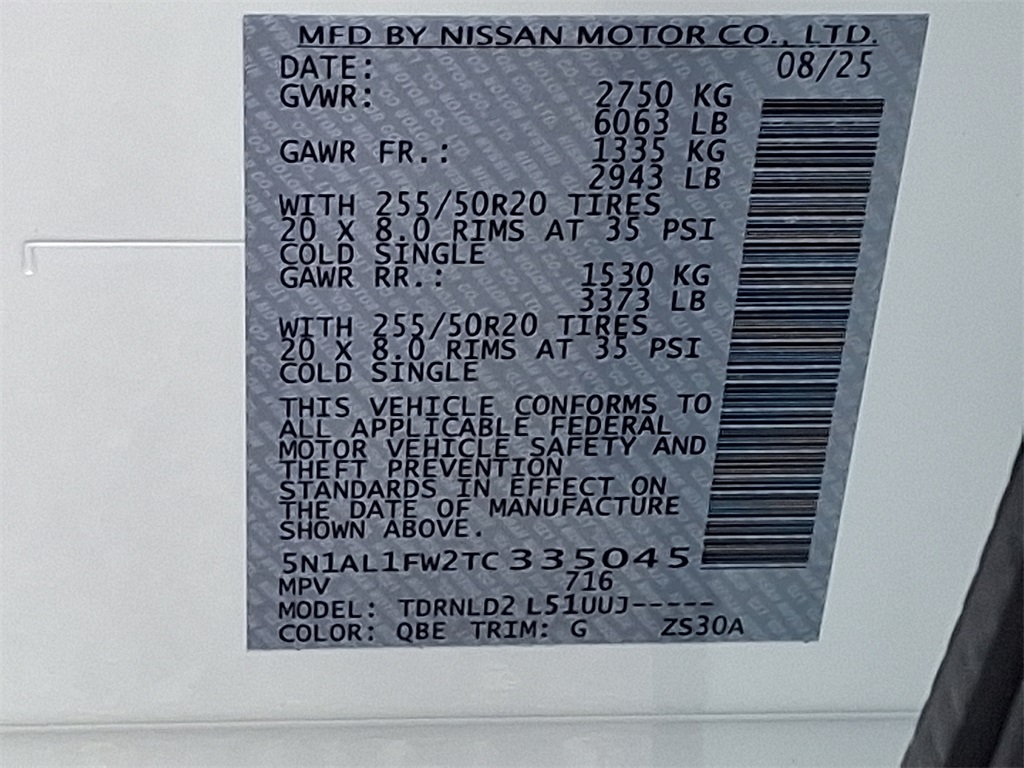 MFD BY NISSAN MOTOR CO., LTD.
DATE: 08/25
GVWR: 2750 KG
6063 LB
GAWR FR.: 1335 KG
2943 LB
WITH 255/50R20 TIRES
20 X 8.0 RIMS AT 35 PSI
COLD SINGLE
GAWR RR.: 1530 KG
3373 LB
WITH 255/50R20 TIRES
20 X 8.0 RIMS AT 35 PSI
COLD SINGLE
THIS VEHICLE CONFORMS TO
ALL APPLICABLE FEDERAL
MOTOR VEHICLE SAFETY AND
THEFT PREVENTION
STANDARDS IN EFFECT ON
THE DATE OF MANUFACTURE
SHOWN ABOVE.
5N1AL1FW2TC335045
MPV 716
MODEL: TDRNLD2 L51UUJ-----
COLOR: QBE TRIM: G ZS30A